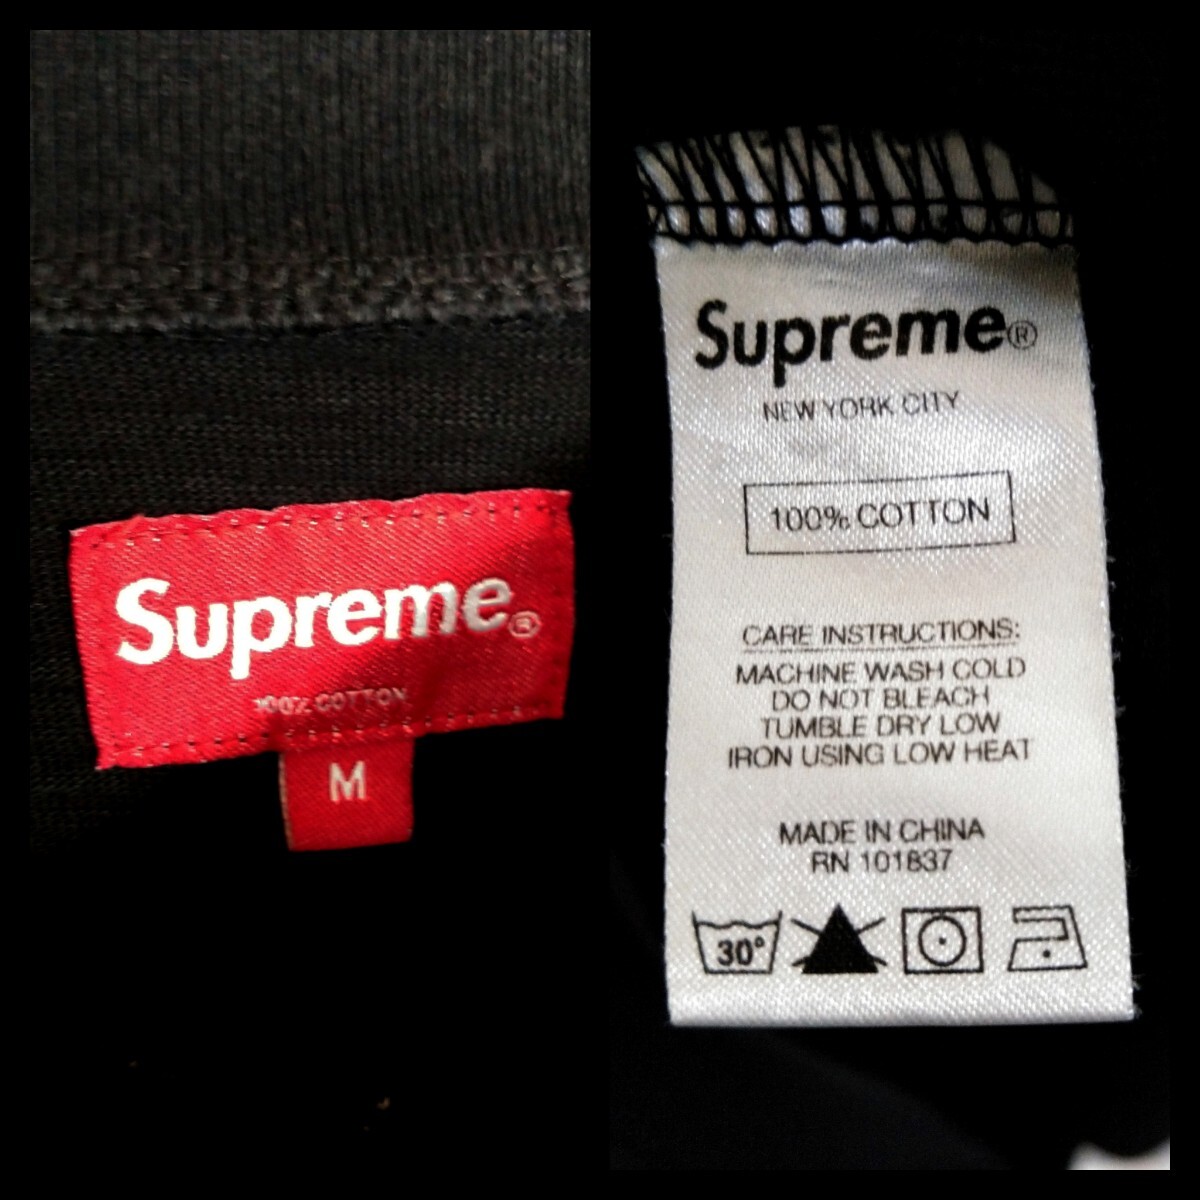 Supreme®
100% COTTON
M
Supreme®
NEW YORK CITY
100% COTTON
CARE INSTRUCTIONS:
MACHINE WASH COLD
DO NOT BLEACH
TUMBLE DRY LOW
IRON USING LOW HEAT
MADE IN CHINA
RN 101837
30°